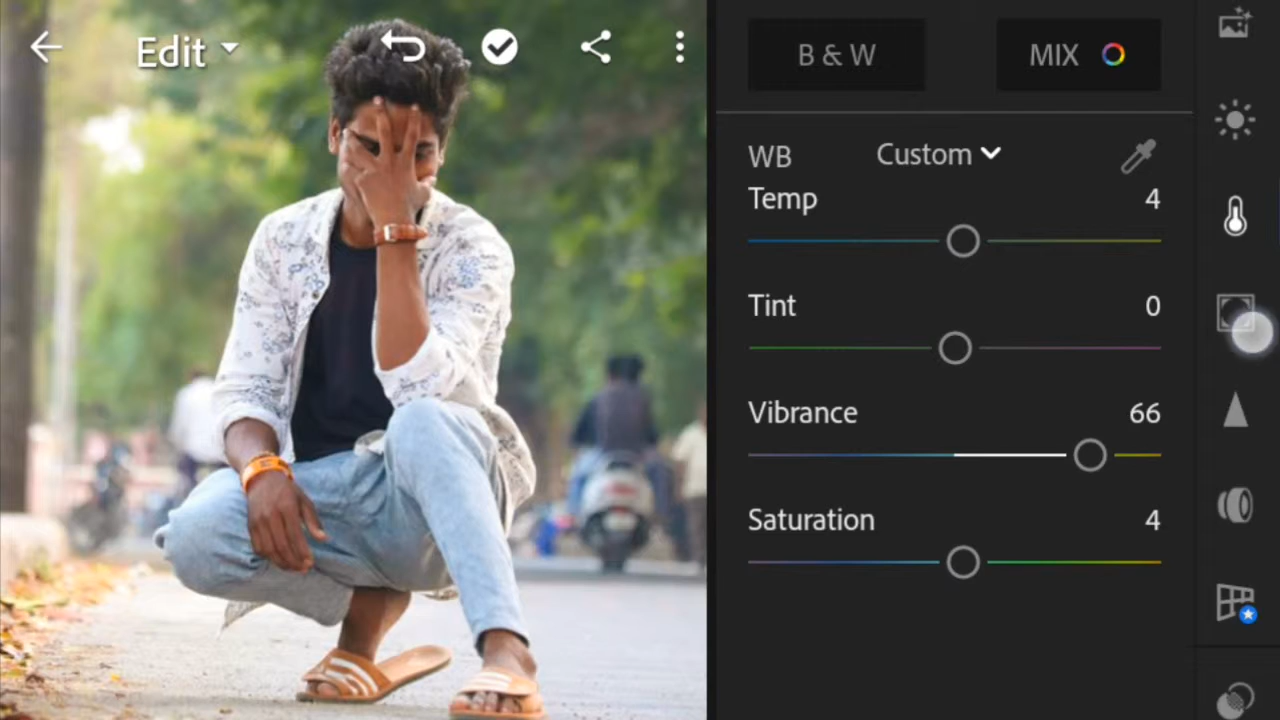 Edit
B & W
MIX
WB
Custom
Temp
4
Tint
0
Vibrance
66
Saturation
4